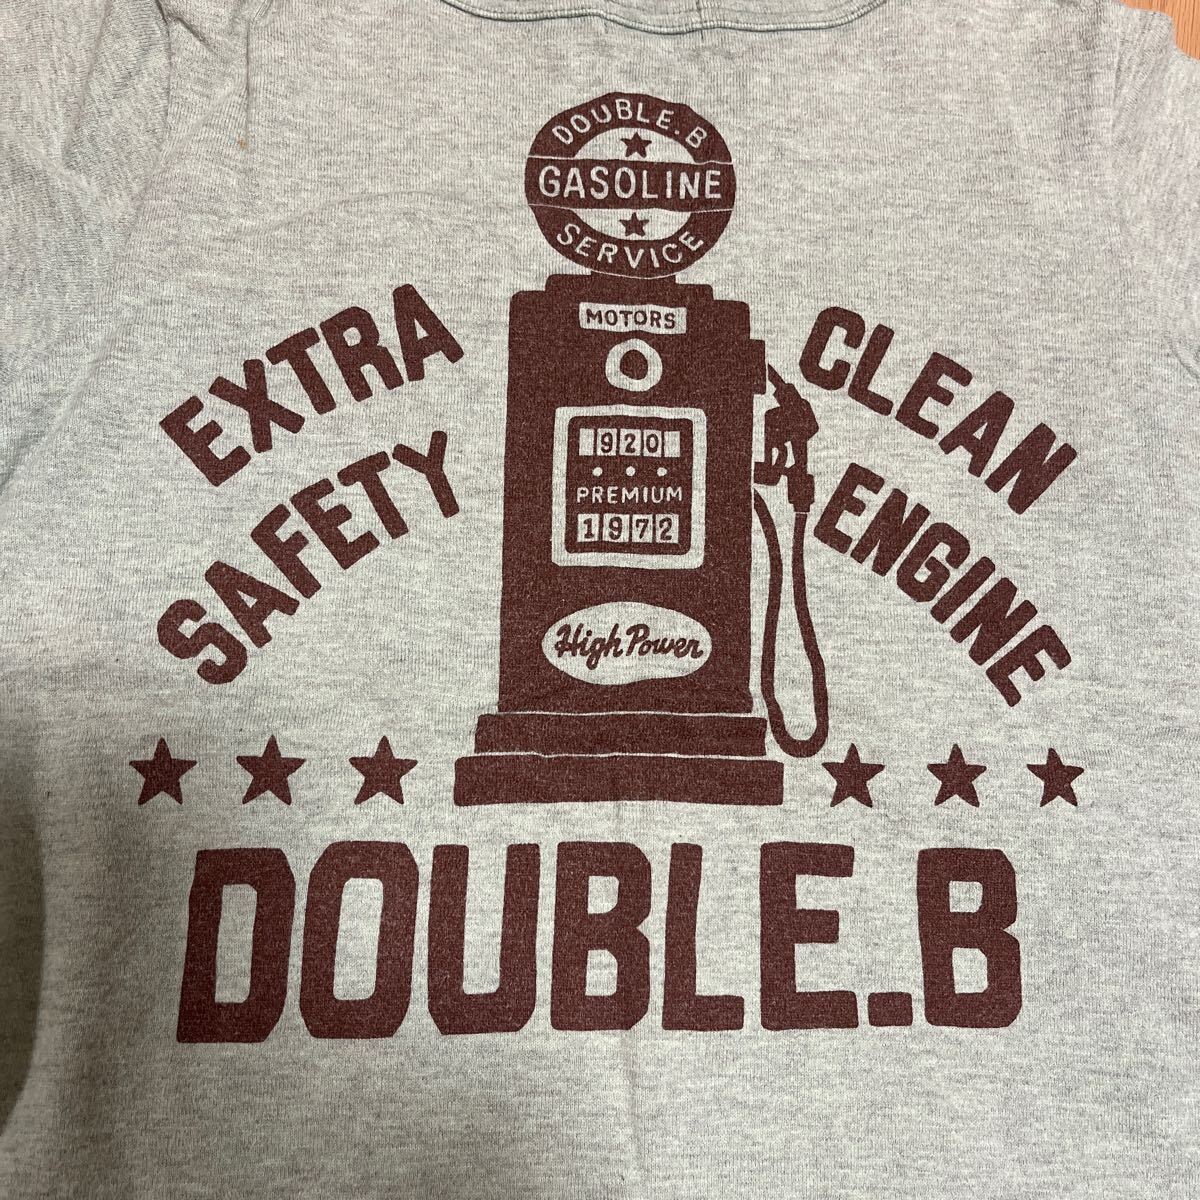 DOUBLE.B
GASOLINE
SERVICE
MOTORS
EXTRA
SAFETY
CLEAN
ENGINE
920
PREMIUM
1972
High Power
DOUBLE.B